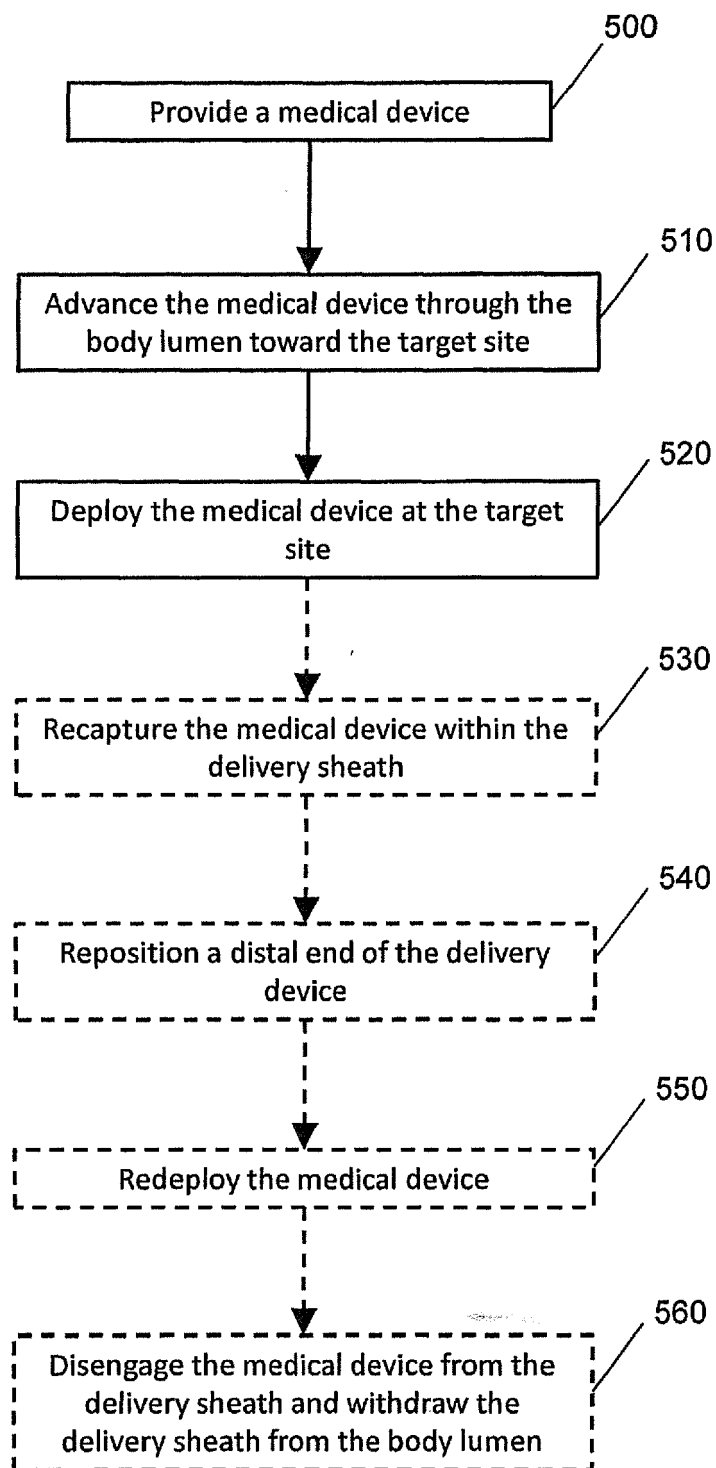 500
Provide a medical device
510
Advance the medical device through the
body lumen toward the target site
520
Deploy the medical device at the target
site
530
Recapture the medical device within the
delivery sheath
540
Reposition a distal end of the delivery
device
550
Redeploy the medical device
560
Disengage the medical device from the
delivery sheath and withdraw the
delivery sheath from the body lumen